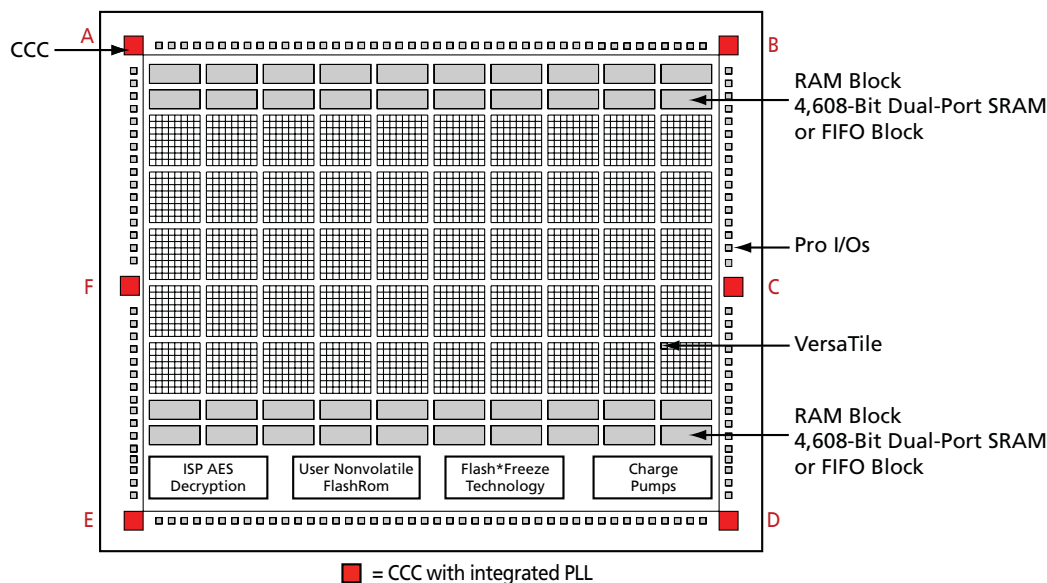 A
CCC
B
RAM Block
4,608-Bit Dual-Port SRAM
or FIFO Block
Pro I/Os
F
C
VersaTile
RAM Block
4,608-Bit Dual-Port SRAM
or FIFO Block
ISP AES
Decryption
User Nonvolatile
FlashRom
Flash*Freeze
Technology
Charge
Pumps
E
D
= CCC with integrated PLL